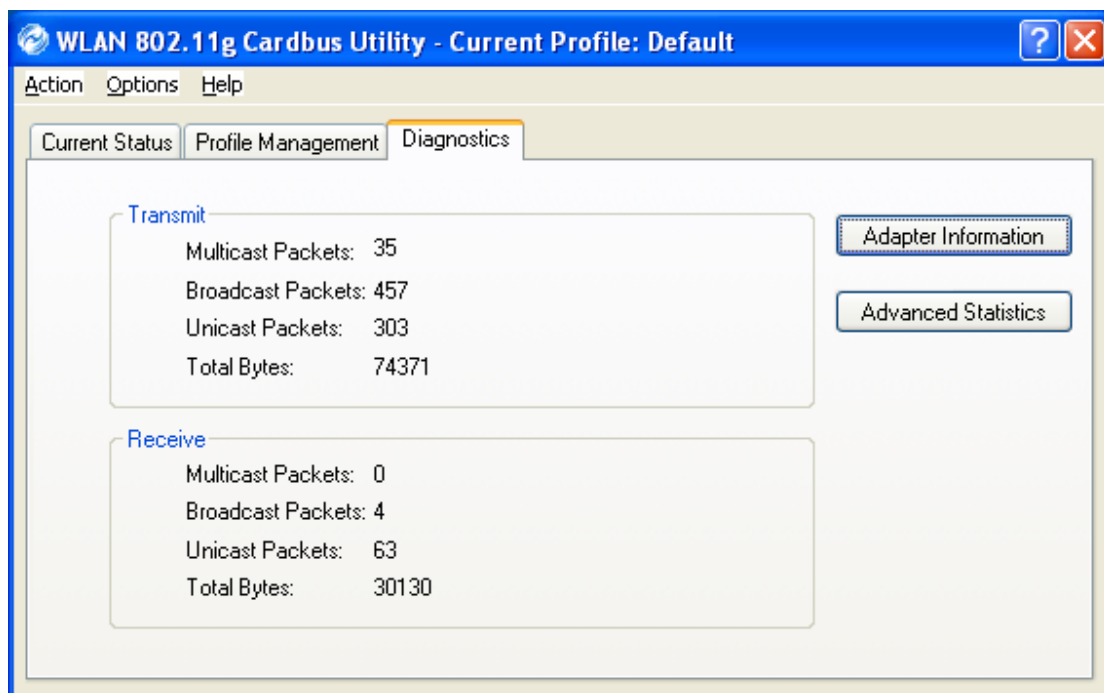 WLAN 802.11g Cardbus Utility - Current Profile: Default
Action Options Help
Current Status Profile Management Diagnostics
Transmit
Multicast Packets: 35
Broadcast Packets: 457
Unicast Packets: 303
Total Bytes: 74371
Adapter Information
Advanced Statistics
Receive
Multicast Packets: 0
Broadcast Packets: 4
Unicast Packets: 63
Total Bytes: 30130